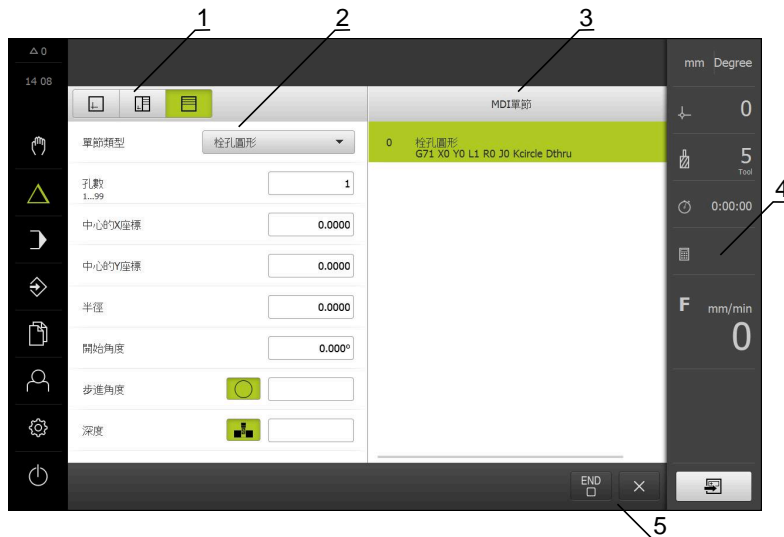 1 2 3
△ 0
14 08
mm Degree
MDI單節
單節類型 栓孔圓形
0 栓孔圓形
G71 X0 Y0 L1 R0 J0 Kcircle Dthru
0
5
Tool
孔數 1
1...99
4
0:00:00
中心的X座標 0.0000
中心的Y座標 0.0000
半徑 0.0000
F mm/min
0
開始角度 0.000°
步進角度
深度
END
5